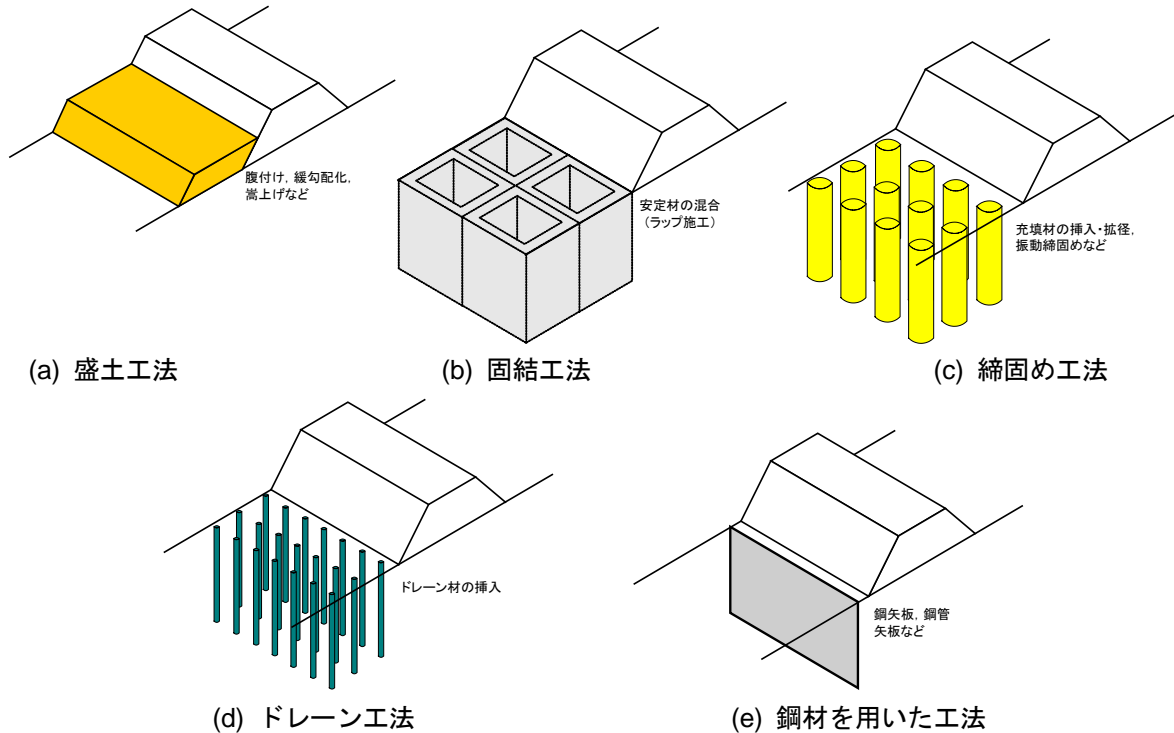 腹付け, 緩勾配化,
嵩上げなど
安定材の混合
(ラップ施工)
充填材の挿入・拡径,
振動締固めなど
(a) 盛土工法
(b) 固結工法
(c) 締固め工法
ドレーン材の挿入
鋼矢板, 鋼管
矢板など
(d) ドレーン工法
(e) 鋼材を用いた工法